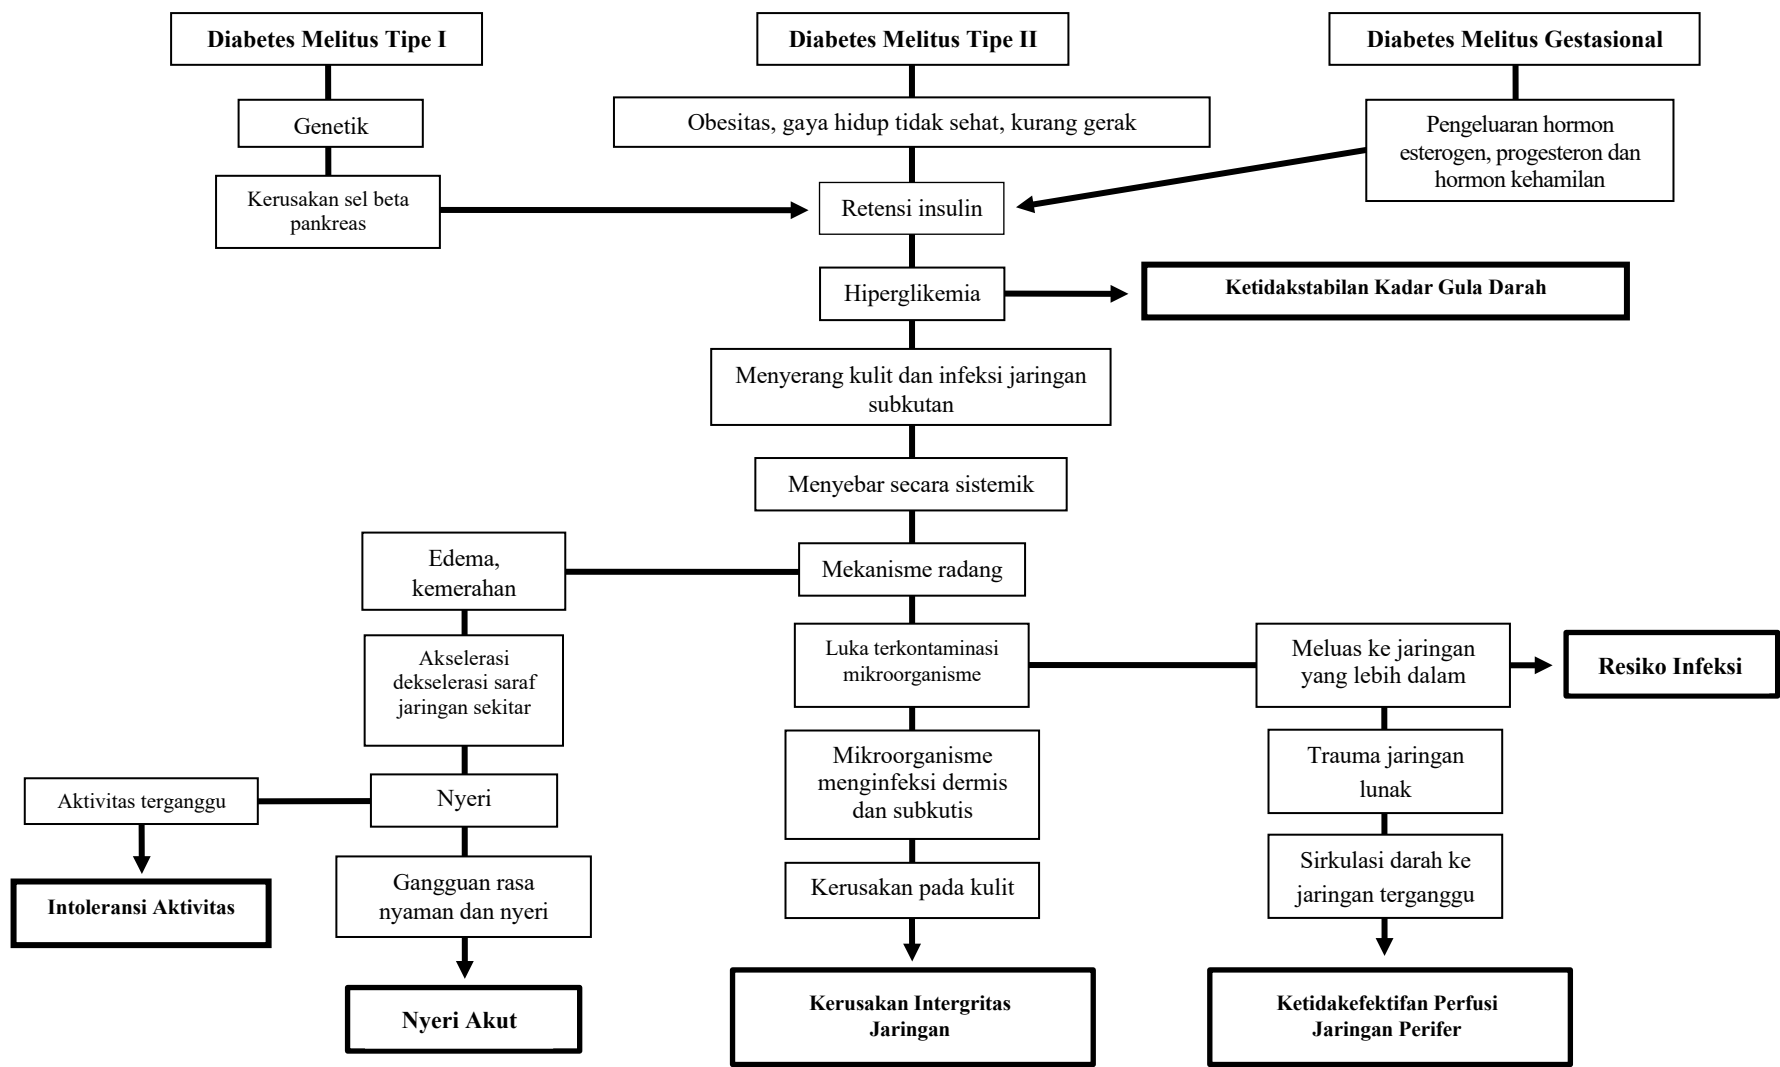 Diabetes Melitus Tipe I
Diabetes Melitus Tipe II
Diabetes Melitus Gestasional
Genetik
Obesitas, gaya hidup tidak sehat, kurang gerak
Pengeluaran hormon
esterogen, progesteron dan
hormon kehamilan
Kerusakan sel beta
pankreas
Retensi insulin
Hiperglikemia
Ketidakstabilan Kadar Gula Darah
Menyerang kulit dan infeksi jaringan
subkutan
Menyebar secara sistemik
Edema,
kemerahan
Mekanisme radang
Akselerasi
dekselerasi saraf
jaringan sekitar
Luka terkontaminasi
mikroorganisme
Meluas ke jaringan
yang lebih dalam
Resiko Infeksi
Mikroorganisme
menginfeksi dermis
dan subkutis
Trauma jaringan
lunak
Aktivitas terganggu
Nyeri
Gangguan rasa
nyaman dan nyeri
Kerusakan pada kulit
Sirkulasi darah ke
jaringan terganggu
Intoleransi Aktivitas
Nyeri Akut
Kerusakan Intergritas
Jaringan
Ketidakefektifan Perfusi
Jaringan Perifer